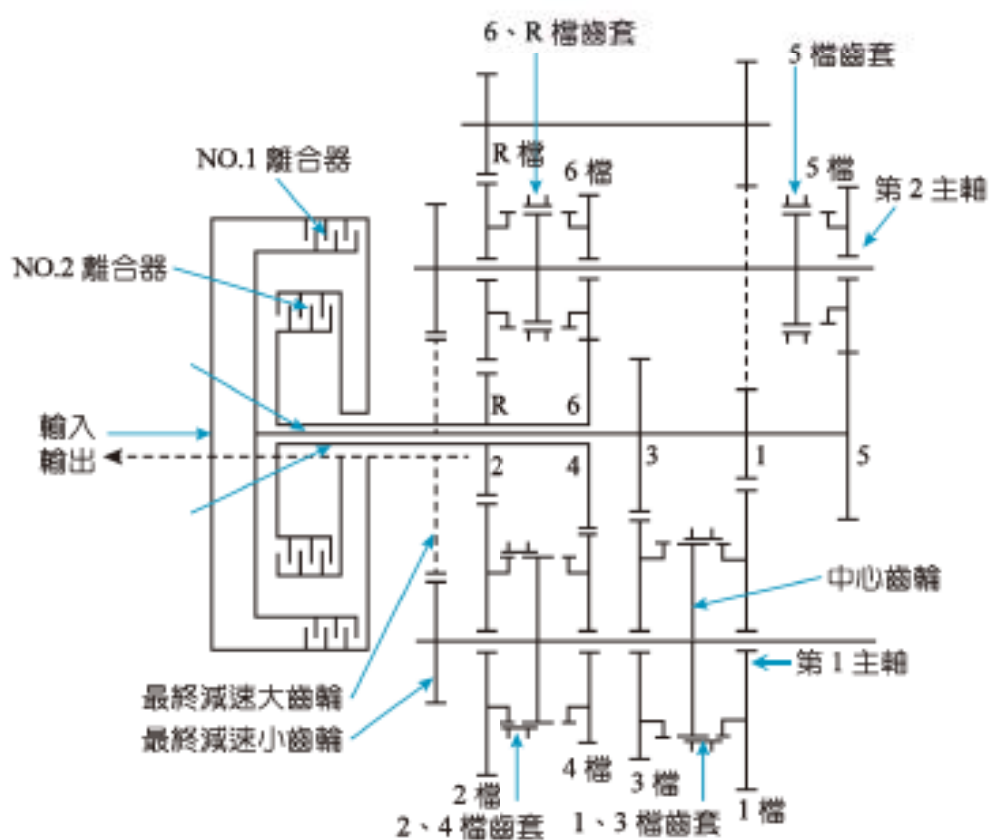 6、R 檔齒套
5 檔齒套
NO.1 離合器
R 檔
6 檔
5 檔
第 2 主軸
NO.2 離合器
R
6
輸入
輸出
2
4
3
1
5
中心齒輪
第 1 主軸
最終減速大齒輪
最終減速小齒輪
2 檔
4 檔
3 檔
1 檔
2、4 檔齒套
1、3 檔齒套